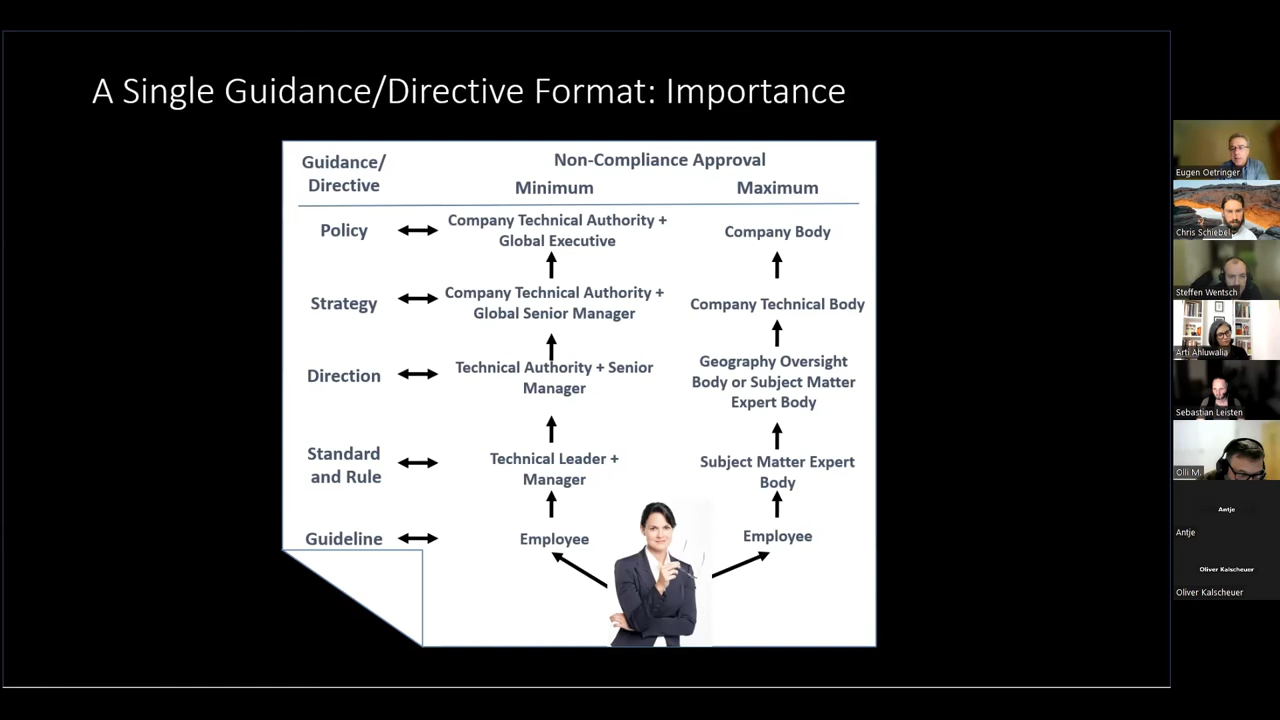 A Single Guidance/Directive Format: Importance
Guidance/
Directive
Non-Compliance Approval
Minimum
Maximum
Policy
Company Technical Authority +
Global Executive
Company Body
Strategy
Company Technical Authority +
Global Senior Manager
Company Technical Body
Direction
Technical Authority + Senior
Manager
Geography Oversight
Body or Subject Matter
Expert Body
Standard
and Rule
Technical Leader +
Manager
Subject Matter Expert
Body
Guideline
Employee
Employee
Eugen Oetringer
Chris Schiebel
Steffen Wentsch
Arti Ahluwalia
Sebastian Leisten
Olli M.
Antje
Antje
Oliver Kalscheuer
Oliver Kalscheuer